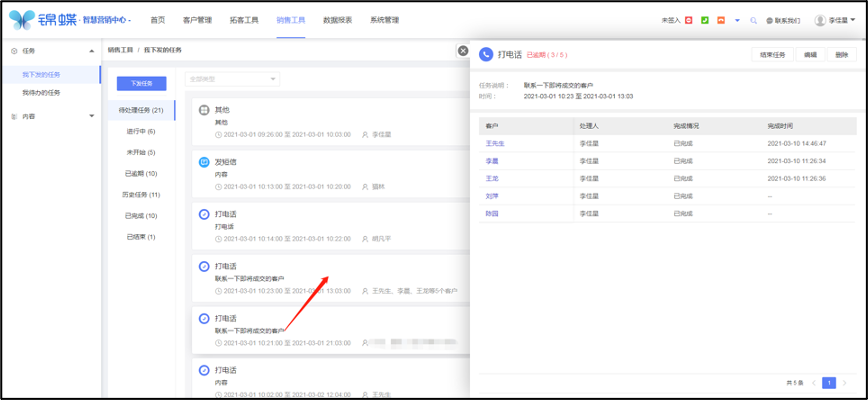 锦蝶 · 智慧营销中心 ·
首页 客户管理 拓客工具 销售工具 数据报表 系统管理
未签入 联系我们 李佳星
任务
我下发的任务
我待办的任务
内容
销售工具 / 我下发的任务
下发任务
全部类型
待处理任务 (21)
进行中 (6)
未开始 (5)
已逾期 (10)
历史任务 (11)
已完成 (10)
已结束 (1)
其他
其他
2021-03-01 09:26:00 至 2021-03-01 10:03:00 李佳星
发短信
内容
2021-03-01 10:13:00 至 2021-03-01 10:20:00
打电话
打电话
2021-03-01 10:14:00 至 2021-03-01 10:22:00 胡凡平
打电话
联系一下即将成交的客户
2021-03-01 10:23:00 至 2021-03-01 13:03:00 王先生、李晨、王龙等5个客户
打电话
联系一下即将成交的客户
2021-03-01 10:21:00 至 2021-03-01 21:03:00
打电话
内容
2021-03-01 10:02:00 至 2021-03-02 12:04:00 王先生
打电话 已逾期 ( 3 / 5 )
结束任务 编辑 删除
任务说明： 联系一下即将成交的客户
时间： 2021-03-01 10:23 至 2021-03-01 13:03
客户 处理人 完成情况 完成时间
王先生 李佳星 已完成 2021-03-10 14:46:47
李晨 李佳星 已完成 2021-03-10 11:26:34
王龙 李佳星 已完成 2021-03-10 11:26:36
刘萍 李佳星 已完成 --
李佳星 已完成 --
共 5 条 1